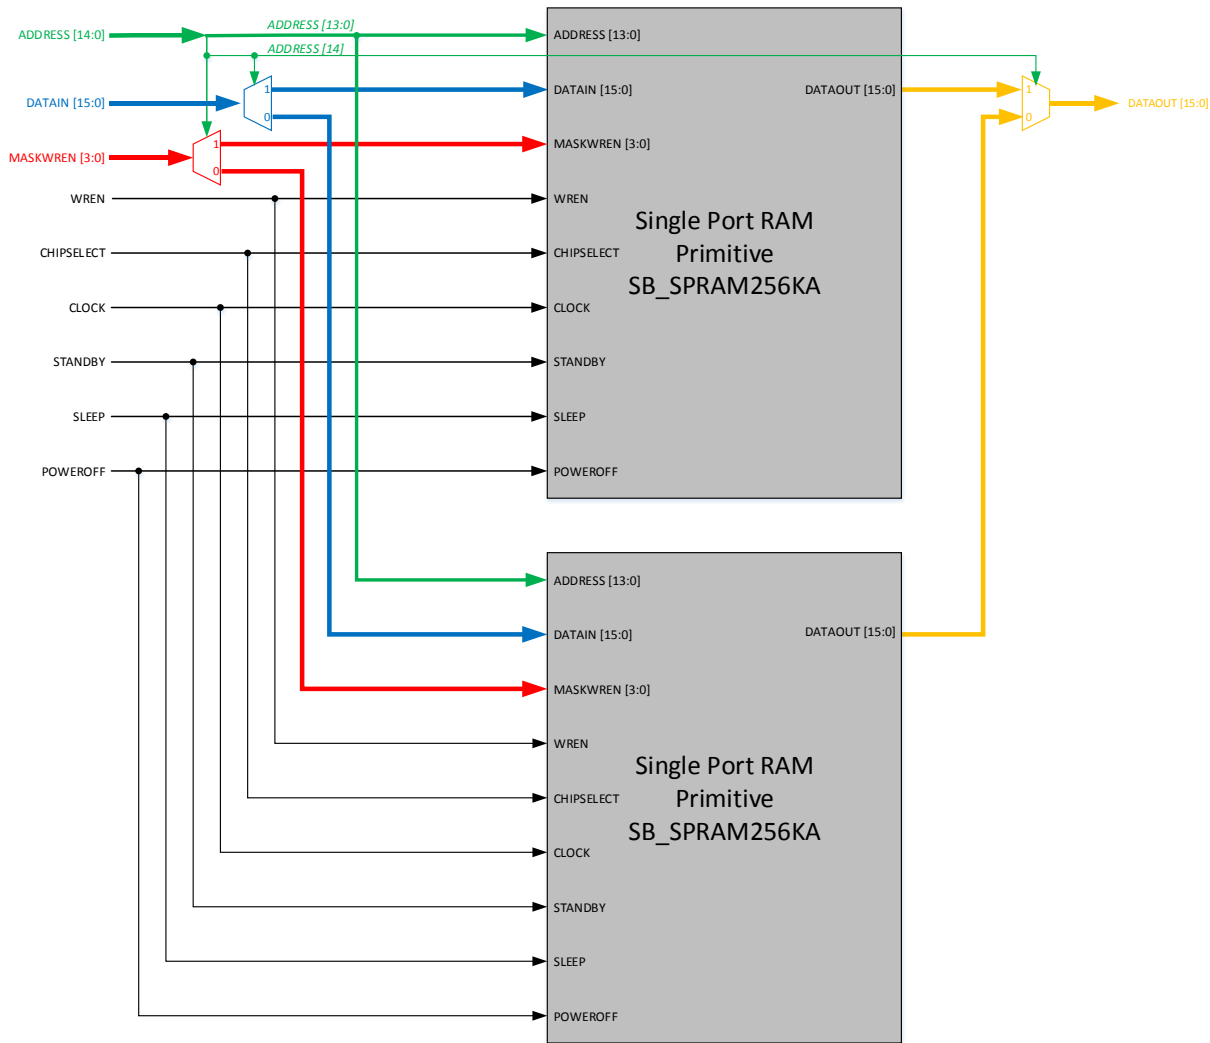 ADDRESS [13:0]
ADDRESS [14:0]
ADDRESS [13:0]
ADDRESS [14]
DATAIN [15:0]
1
0
DATAIN [15:0]
DATAOUT [15:0]
1
0
DATAOUT [15:0]
MASKWREN [3:0]
1
0
MASKWREN [3:0]
WREN
WREN
Single Port RAM
Primitive
SB_SPRAM256KA
CHIPSELECT
CHIPSELECT
CLOCK
CLOCK
STANDBY
STANDBY
SLEEP
SLEEP
POWEROFF
POWEROFF
ADDRESS [13:0]
DATAIN [15:0]
DATAOUT [15:0]
MASKWREN [3:0]
WREN
Single Port RAM
Primitive
SB_SPRAM256KA
CHIPSELECT
CLOCK
STANDBY
SLEEP
POWEROFF